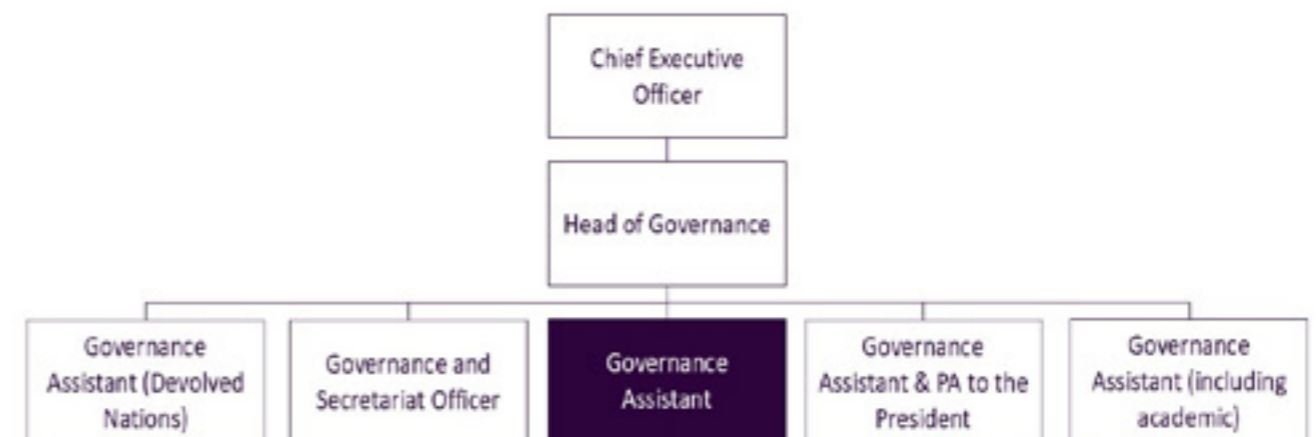 Chief Executive
Officer
Head of Governance
Governance
Assistant (Devolved
Nations)
Governance and
Secretariat Officer
Governance
Assistant
Governance
Assistant & PA to the
President
Governance
Assistant (including
academic)